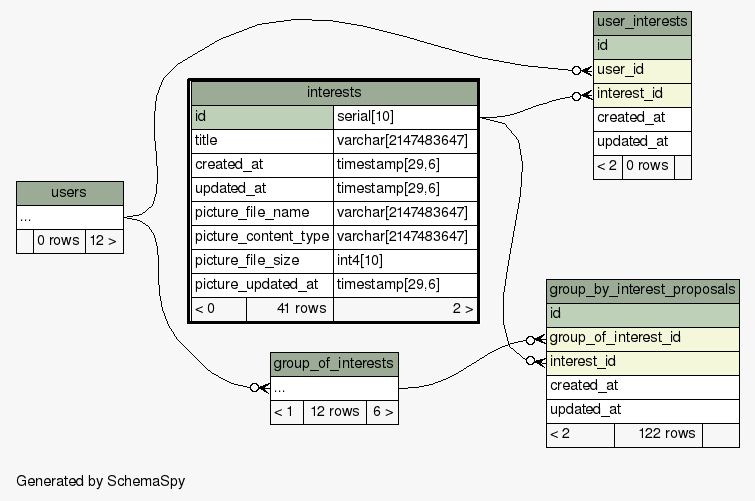 user_interests
id
user_id
interest_id
created_at
updated_at
< 2 0 rows
interests
id serial[10]
title varchar[2147483647]
created_at timestamp[29,6]
updated_at timestamp[29,6]
picture_file_name varchar[2147483647]
picture_content_type varchar[2147483647]
picture_file_size int4[10]
picture_updated_at timestamp[29,6]
< 0 41 rows 2 >
users
...
0 rows 12 >
group_by_interest_proposals
id
group_of_interest_id
interest_id
created_at
updated_at
< 2 122 rows
group_of_interests
...
< 1 12 rows 6 >
Generated by SchemaSpy